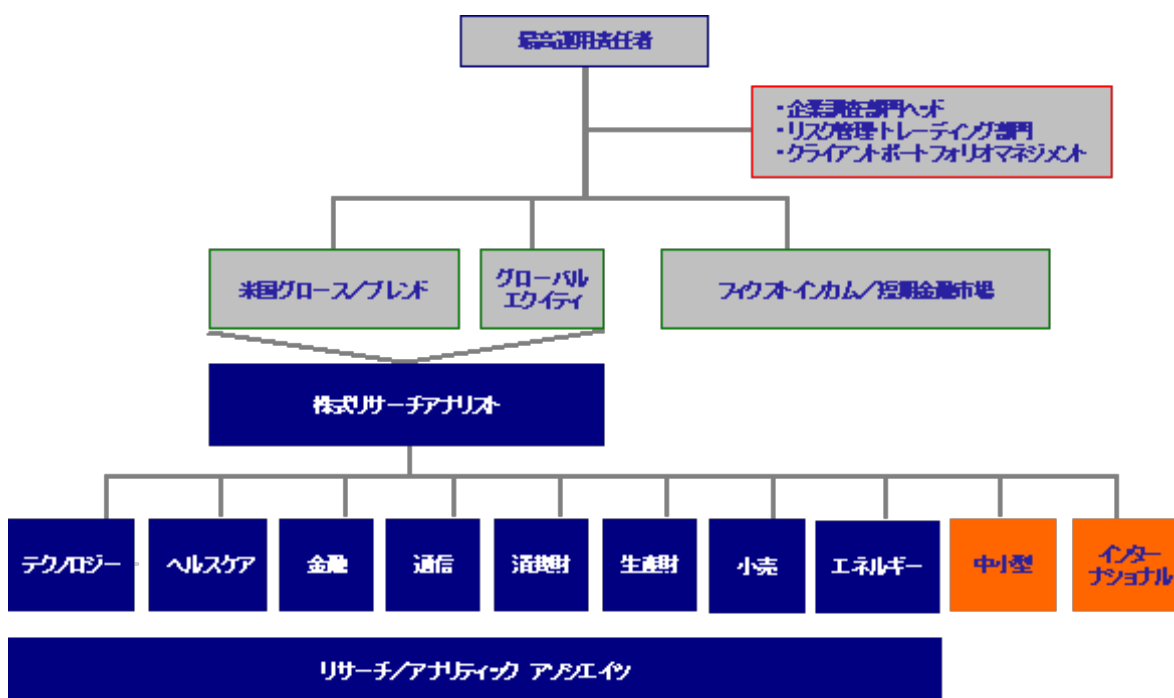 最高運用責任者
・企業調査部門ヘッド
・リスク管理・トレーディング部門
・クライアントポートフォリオマネジメント
米国グロース／ブレンド
グローバル
エクイティ
フィクストインカム／短期金融市場
株式リサーチアナリスト
テクノロジー
ヘルスケア
金融
通信
消費財
生産財
小売
エネルギー
中小型
インター
ナショナル
リサーチ／アナリティック アソシエイツ